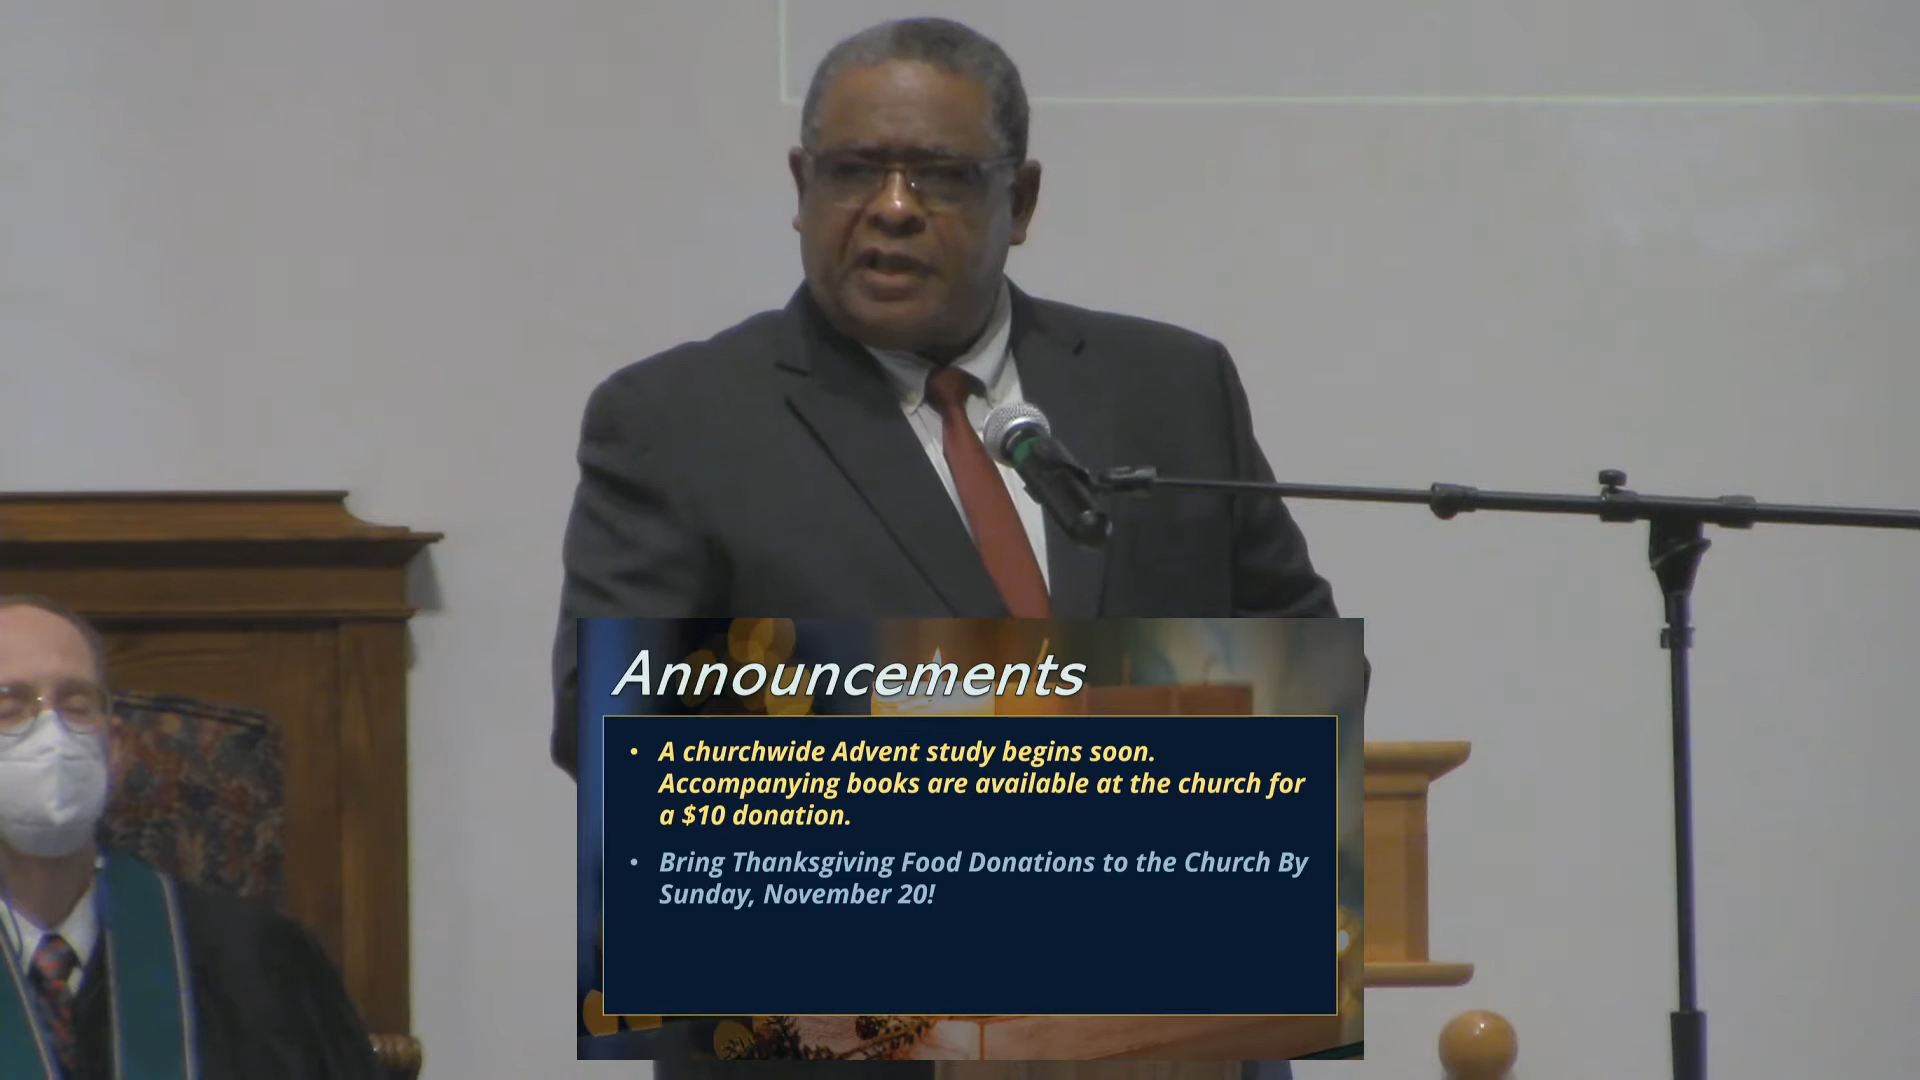 Announcements
• A churchwide Advent study begins soon.
Accompanying books are available at the church for
a $10 donation.
• Bring Thanksgiving Food Donations to the Church By
Sunday, November 20!